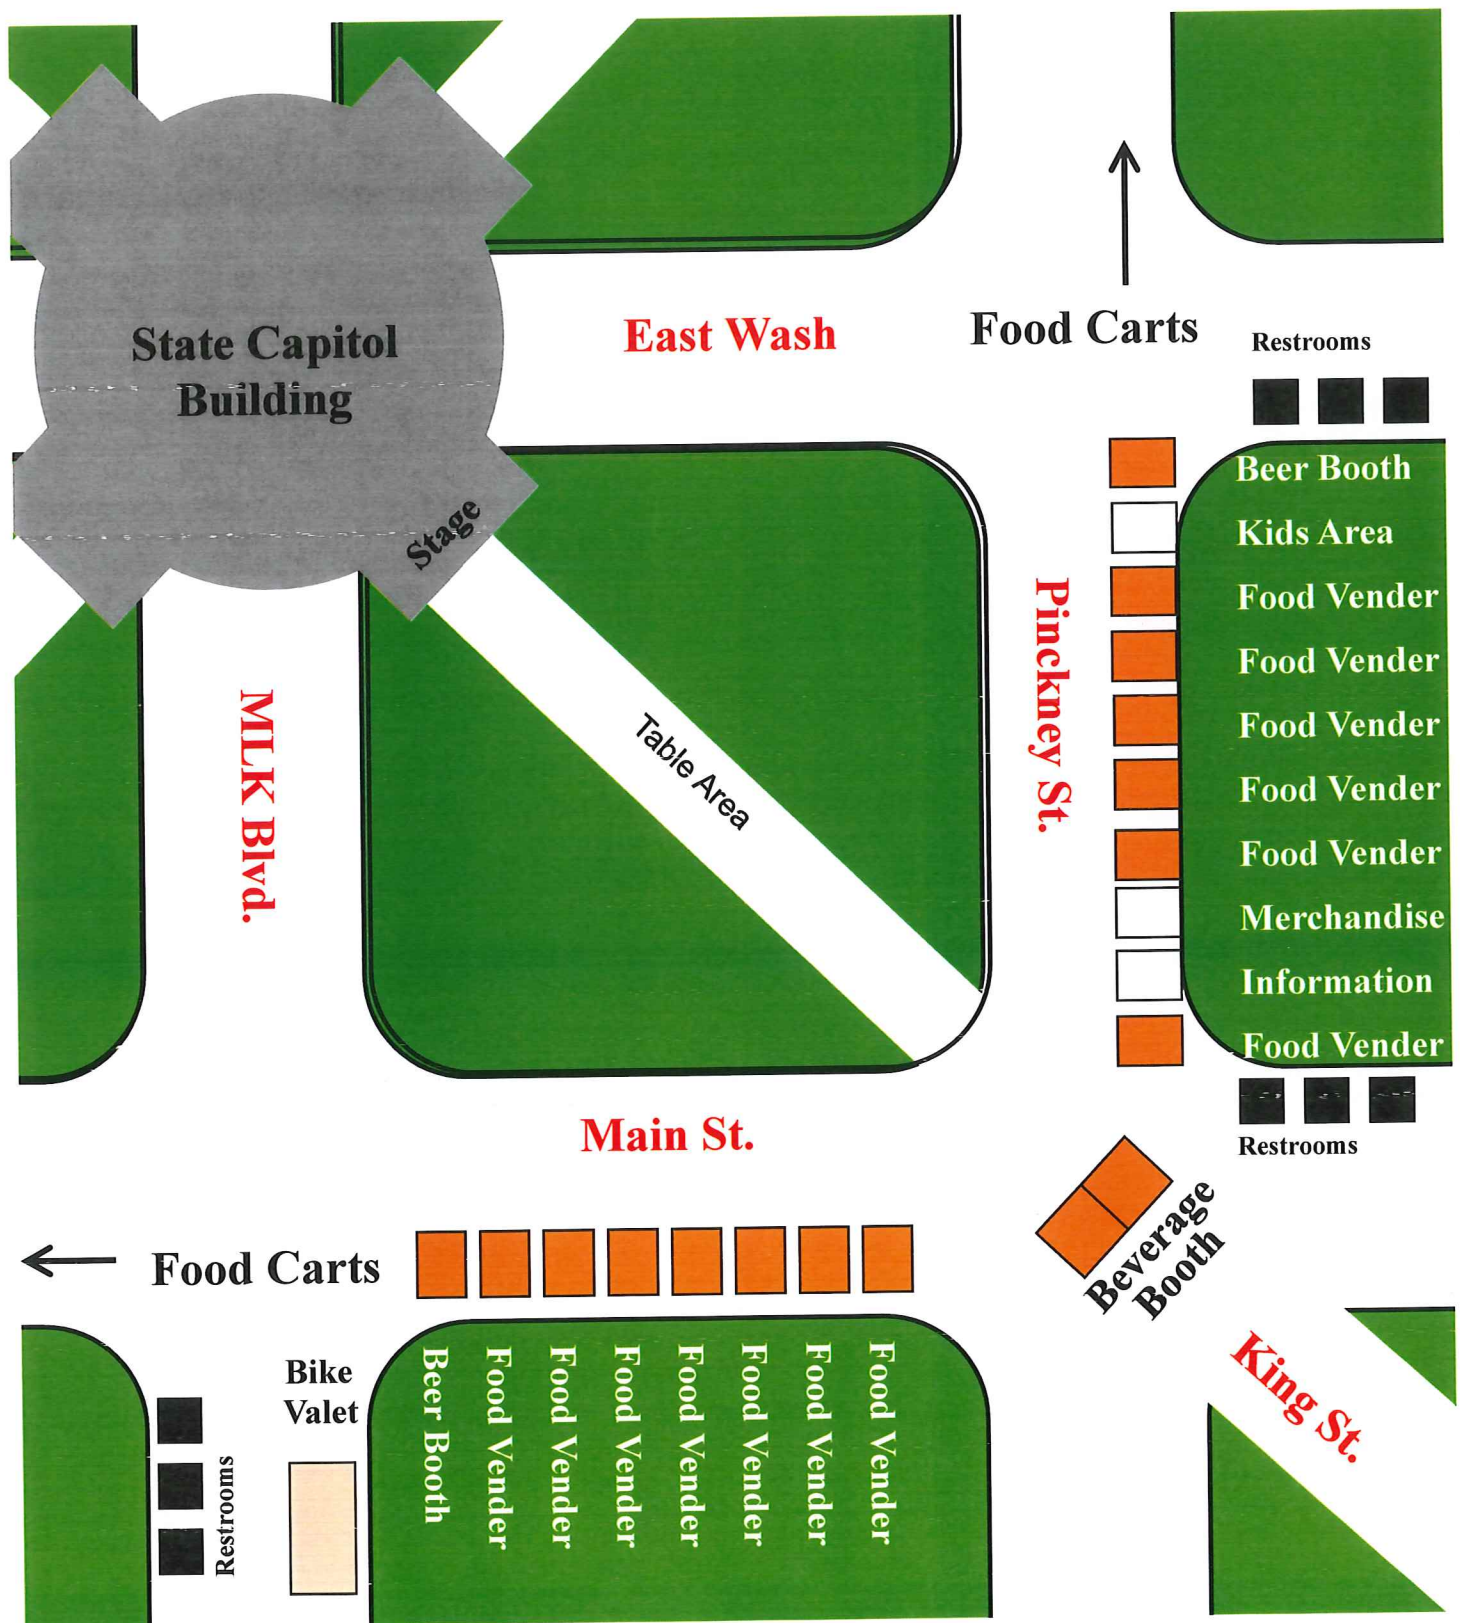 State Capitol
Building
Stage
East Wash
Food Carts
Restrooms
Beer Booth
Kids Area
Food Vender
Food Vender
Food Vender
Food Vender
Food Vender
Merchandise
Information
Food Vender
Restrooms
Pinckney St.
MLK Blvd.
Table Area
Main St.
Beverage
Booth
King St.
Food Carts
Bike
Valet
Restrooms
Beer Booth
Food Vender
Food Vender
Food Vender
Food Vender
Food Vender
Food Vender
Food Vender